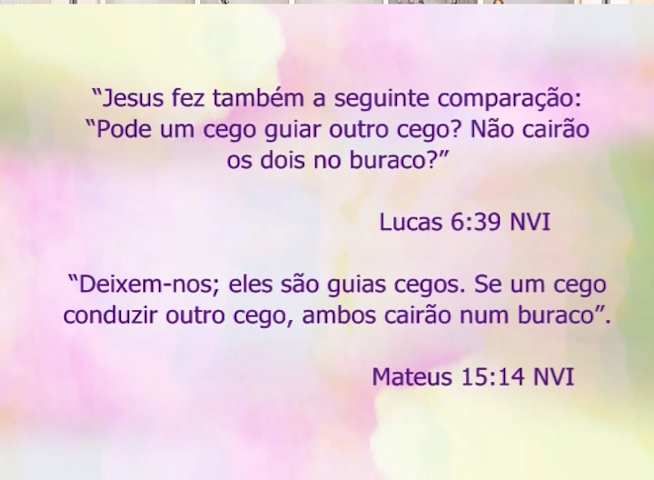 “Jesus fez também a seguinte comparação:
“Pode um cego guiar outro cego? Não cairão
os dois no buraco?”
Lucas 6:39 NVI
“Deixem-nos; eles são guias cegos. Se um cego
conduzir outro cego, ambos cairão num buraco”.
Mateus 15:14 NVI